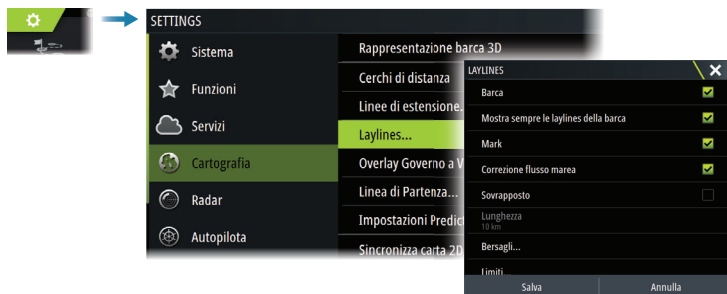 SETTINGS
Sistema
Funzioni
Servizi
Cartografia
Radar
Autopilota
Rappresentazione barca 3D
Cerchi di distanza
Linee di estensione.
Laylines...
Overlay Governo a V
Linea di Partenza...
Impostazioni Predic
Sincronizza carta 2D
LAYLINES
Barca
Mostra sempre le laylines della barca
Mark
Correzione flusso marea
Sovrapposto
Lunghezza
10 km
Bersagli...
Limiti...
Salva
Annulla